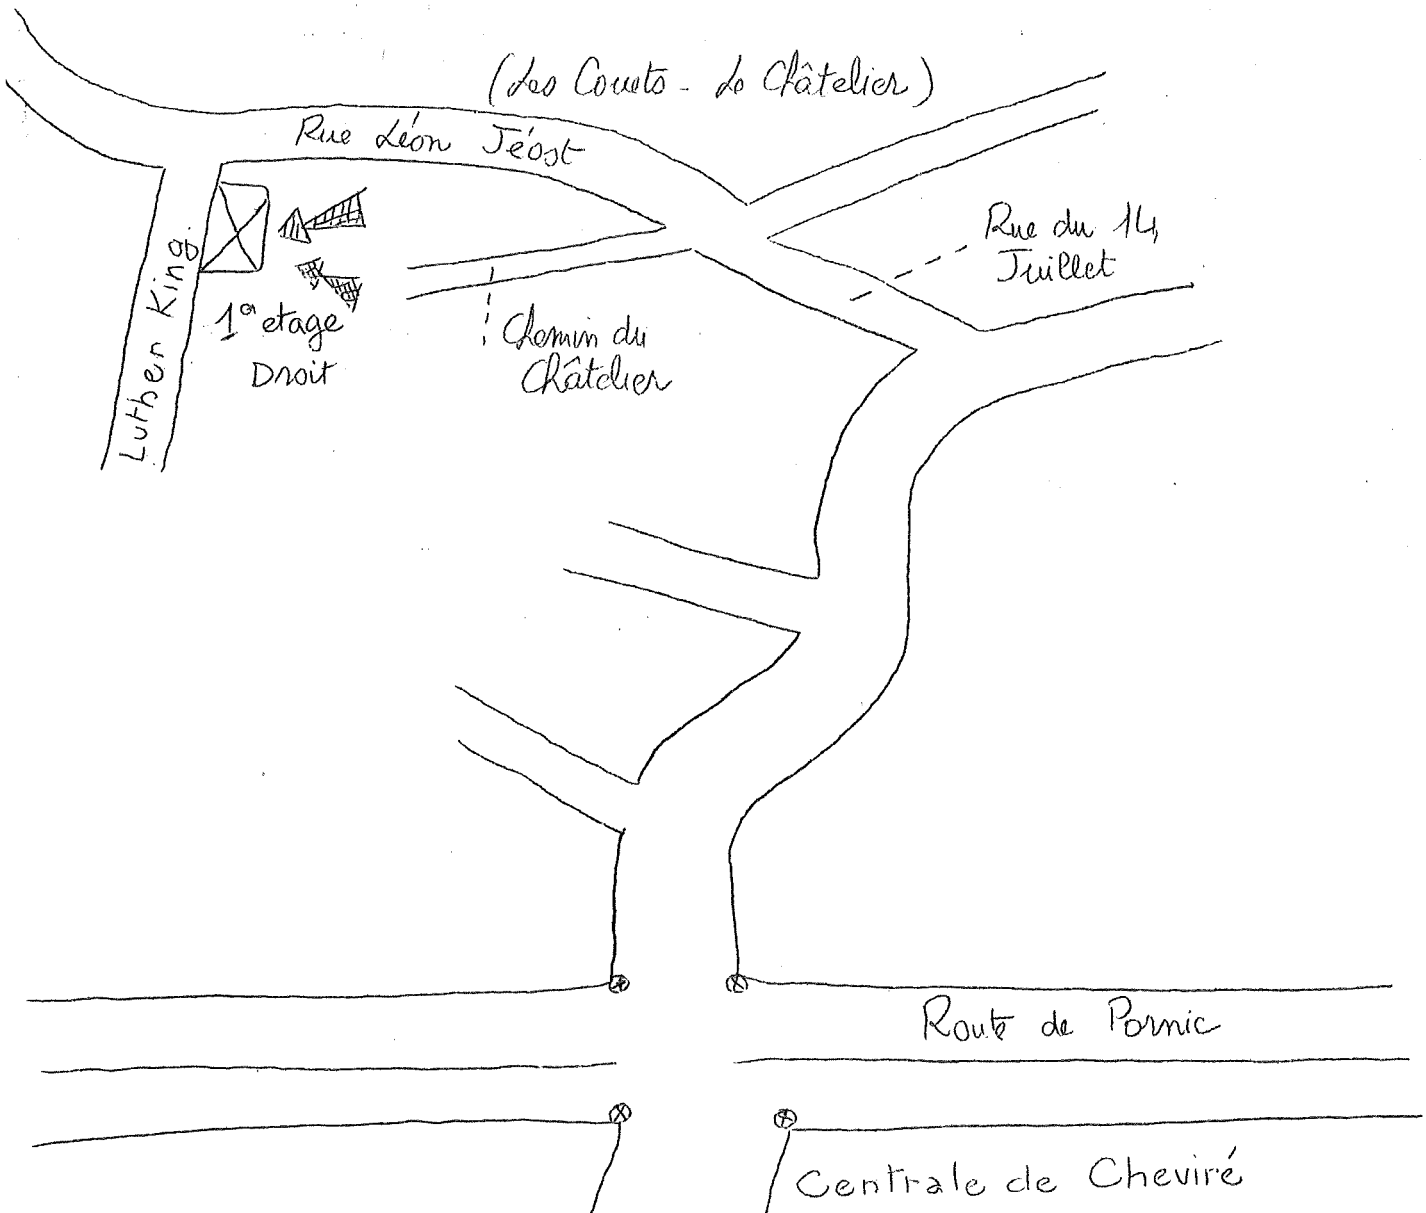 (Les Couets - Le Châtelier)
Rue Léon Jéost
Rue du 14
Juillet
Luther King
1er etage
Droit
Chemin du
Châtelier
Route de Pornic
Centrale de Cheviré